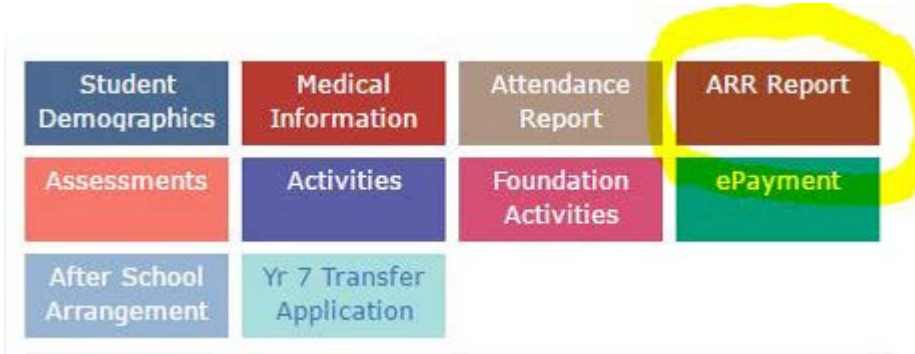 Student
Demographics
Medical
Information
Attendance
Report
ARR Report
Assessments
Activities
Foundation
Activities
ePayment
After School
Arrangement
Yr 7 Transfer
Application